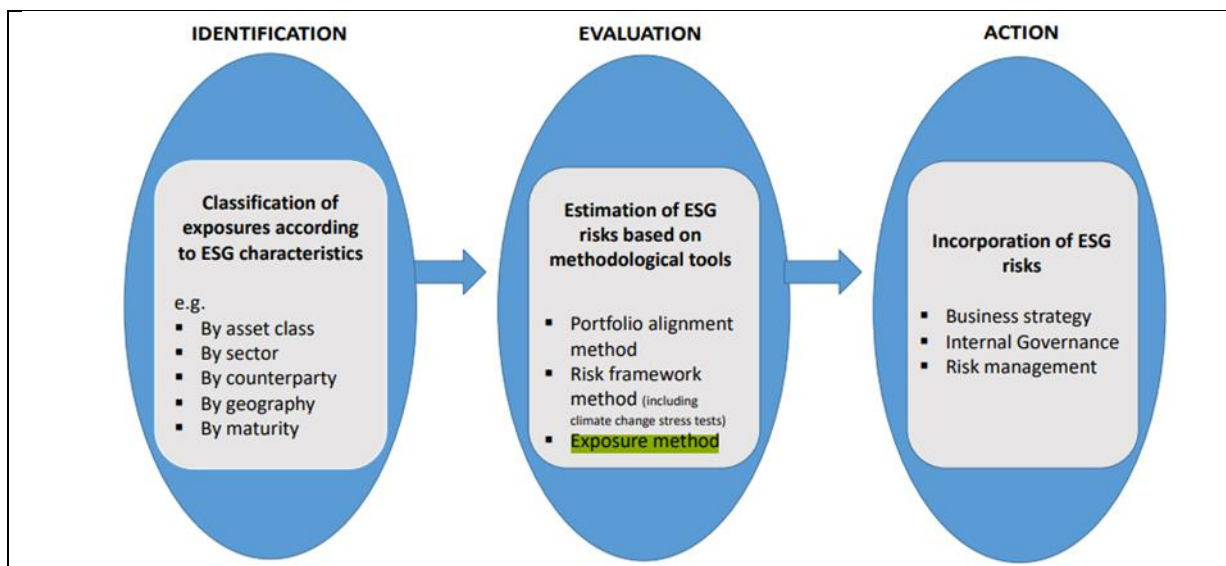 IDENTIFICATION
Classification of
exposures according
to ESG characteristics
e.g.
▪ By asset class
▪ By sector
▪ By counterparty
▪ By geography
▪ By maturity
EVALUATION
Estimation of ESG
risks based on
methodological tools
▪ Portfolio alignment
method
▪ Risk framework
method (including
climate change stress tests)
▪ Exposure method
ACTION
Incorporation of ESG
risks
▪ Business strategy
▪ Internal Governance
▪ Risk management